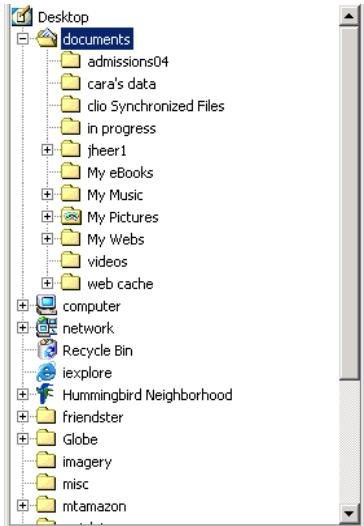 Desktop
documents
admissions04
cara's data
clio Synchronized Files
in progress
jheer1
My eBooks
My Music
My Pictures
My Webs
videos
web cache
computer
network
Recycle Bin
iexplore
Hummingbird Neighborhood
friendster
Globe
imagery
misc
mtamazon